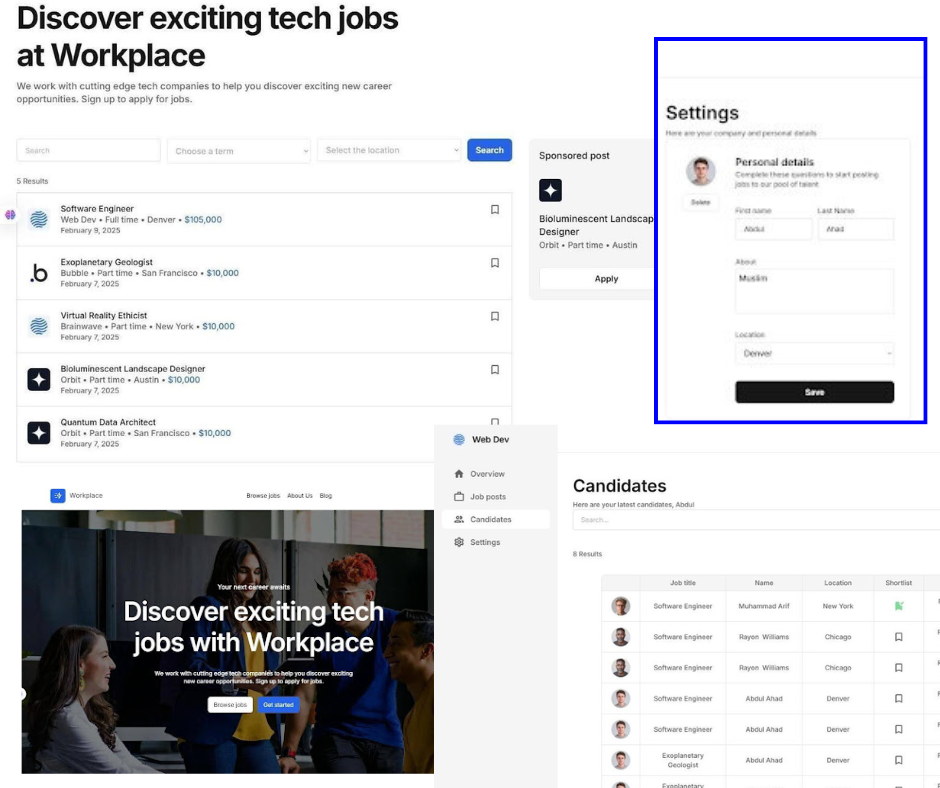 Discover exciting tech jobs
at Workplace
We work with cutting edge tech companies to help you discover exciting new career
opportunities. Sign up to apply for jobs.
Search
Choose a term
Select the location
Search
5 Results
Software Engineer
Web Dev • Full time • Denver • $105,000
February 9, 2025
.b
Exoplanetary Geologist
Bubble • Part time • San Francisco • $10,000
February 7, 2025
Virtual Reality Ethicist
Brainwave • Part time • New York • $10,000
February 7, 2025
Bioluminescent Landscape Designer
Orbit • Part time • Austin • $10,000
February 7, 2025
Quantum Data Architect
Orbit • Part time • San Francisco • $10,000
February 7, 2025
Sponsored post
Bioluminescent Landscap
Designer
Orbit • Part time • Austin
Apply
Settings
Here are your company and personal details
Personal details
Complete these questions to start posting
jobs to our pool of talent
Delete
First name
Last Name
Abdul
Ahad
About
Muslim
Location
Denver
Save
Workplace
Browse jobs
About Us
Blog
Your next career awaits
Discover exciting tech
jobs with Workplace
We work with cutting edge tech companies to help you discover exciting
new career opportunities. Sign up to apply for jobs.
Browse jobs
Get started
Web Dev
Overview
Job posts
Candidates
Settings
Candidates
Here are your latest candidates, Abdul
Search...
8 Results
Job title Name Location Shortlist
Software Engineer Muhammad Arif New York
Software Engineer Rayen Williams Chicago
Software Engineer Rayen Williams Chicago
Software Engineer Abdul Ahad Denver
Software Engineer Abdul Ahad Denver
Exoplanetary
Geologist Abdul Ahad Denver
Exoplanetary